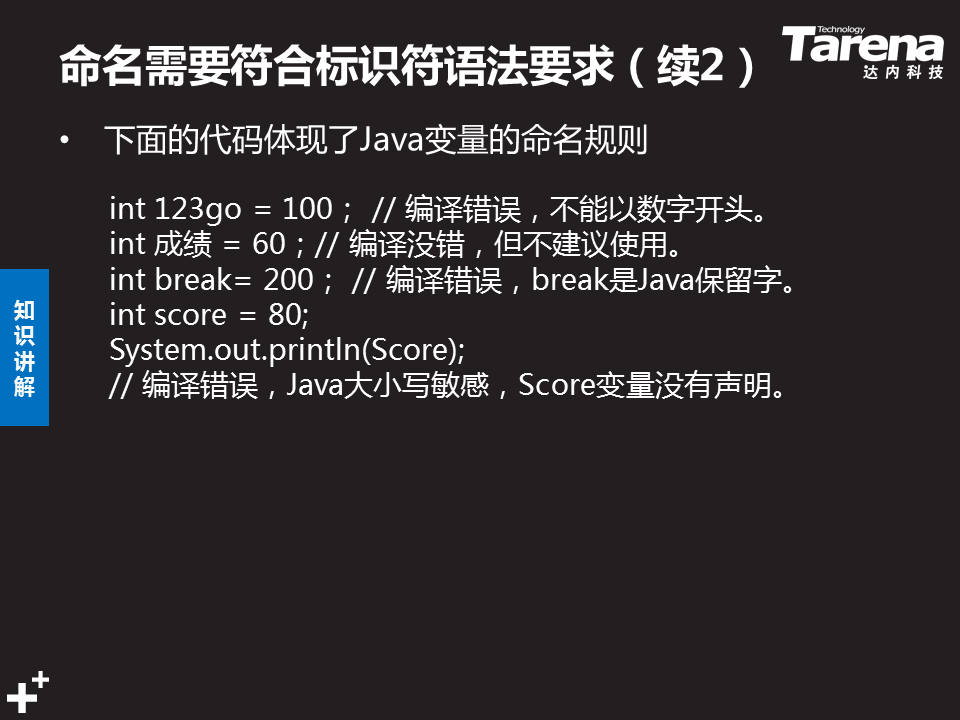 命名需要符合标识符语法要求（续2）
Technology
Tarena
达内科技
• 下面的代码体现了Java变量的命名规则
int 123go = 100； // 编译错误，不能以数字开头。
int 成绩 = 60；// 编译没错，但不建议使用。
int break= 200； // 编译错误，break是Java保留字。
int score = 80;
System.out.println(Score);
// 编译错误，Java大小写敏感，Score变量没有声明。
知识讲解